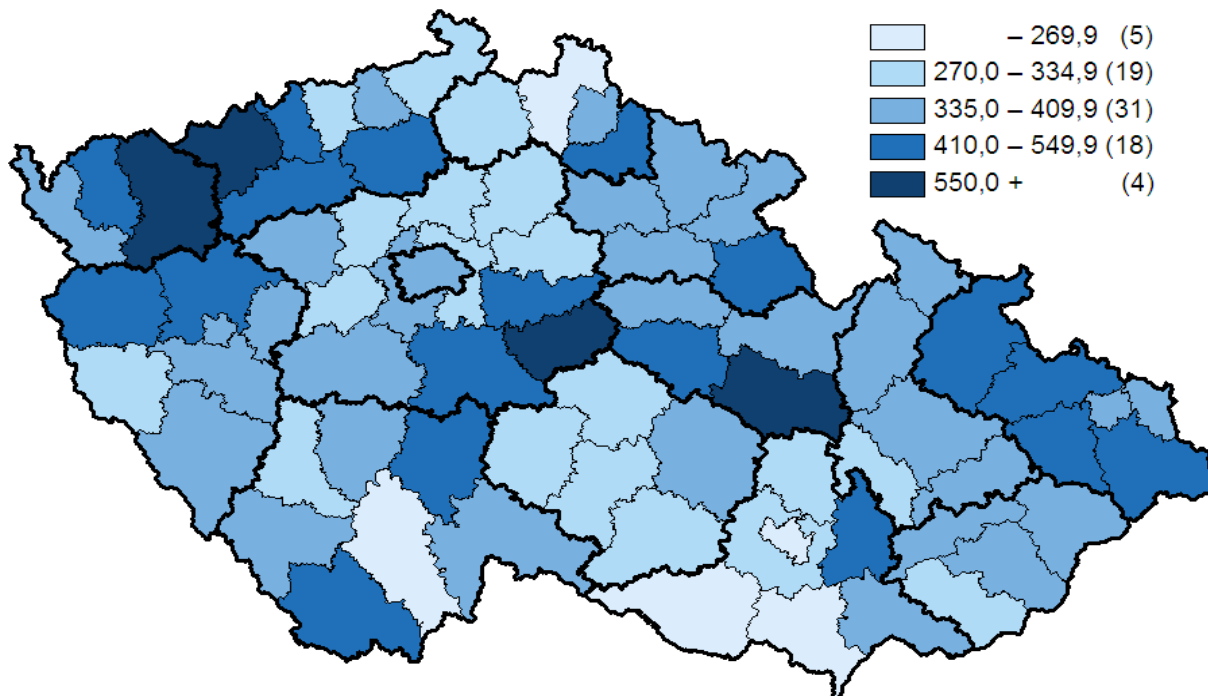 – 269,9 (5)
270,0 – 334,9 (19)
335,0 – 409,9 (31)
410,0 – 549,9 (18)
550,0 + (4)